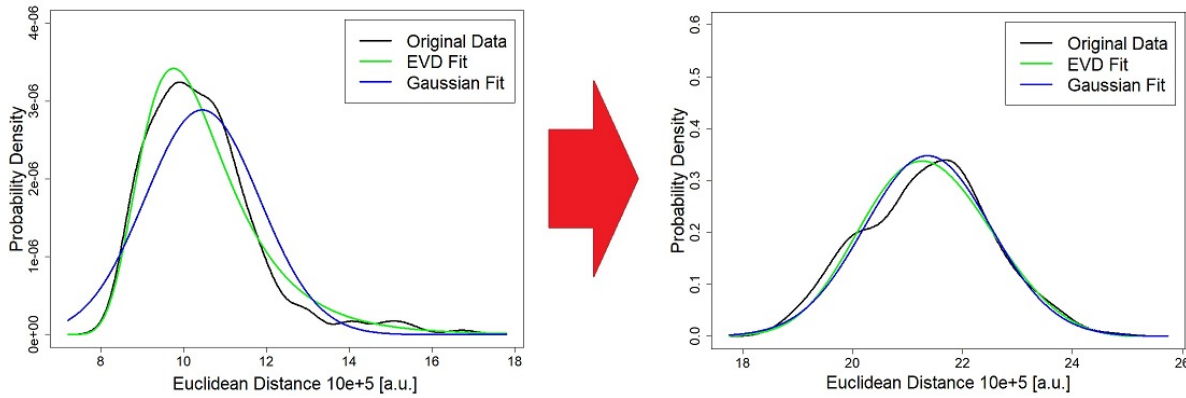 4e-06
3e-06
2e-06
1e-06
0e+00
Probability Density
Original Data
EVD Fit
Gaussian Fit
8 10 12 14 16 18
Euclidean Distance 10e+5 [a.u.]
0.6
0.5
0.4
0.3
0.2
0.1
0.0
Probability Density
Original Data
EVD Fit
Gaussian Fit
18 20 22 24 26
Euclidean Distance 10e+5 [a.u.]